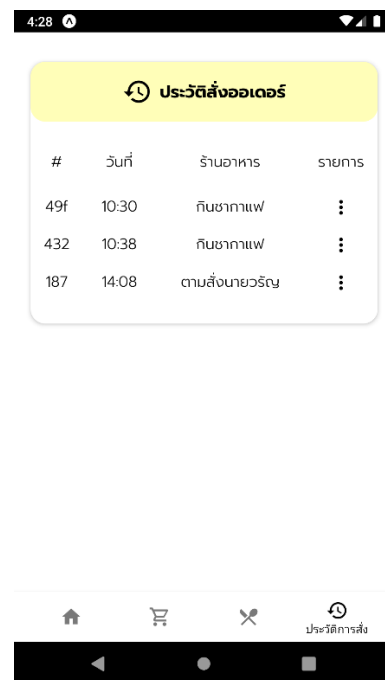 4:28
ประวัติสั่งออเดอร์
# วันที่ ร้านอาหาร รายการ
49f 10:30 กินชากาแฟ
432 10:38 กินชากาแฟ
187 14:08 ตามสั่งนายวรัญ
ประวัติการสั่ง